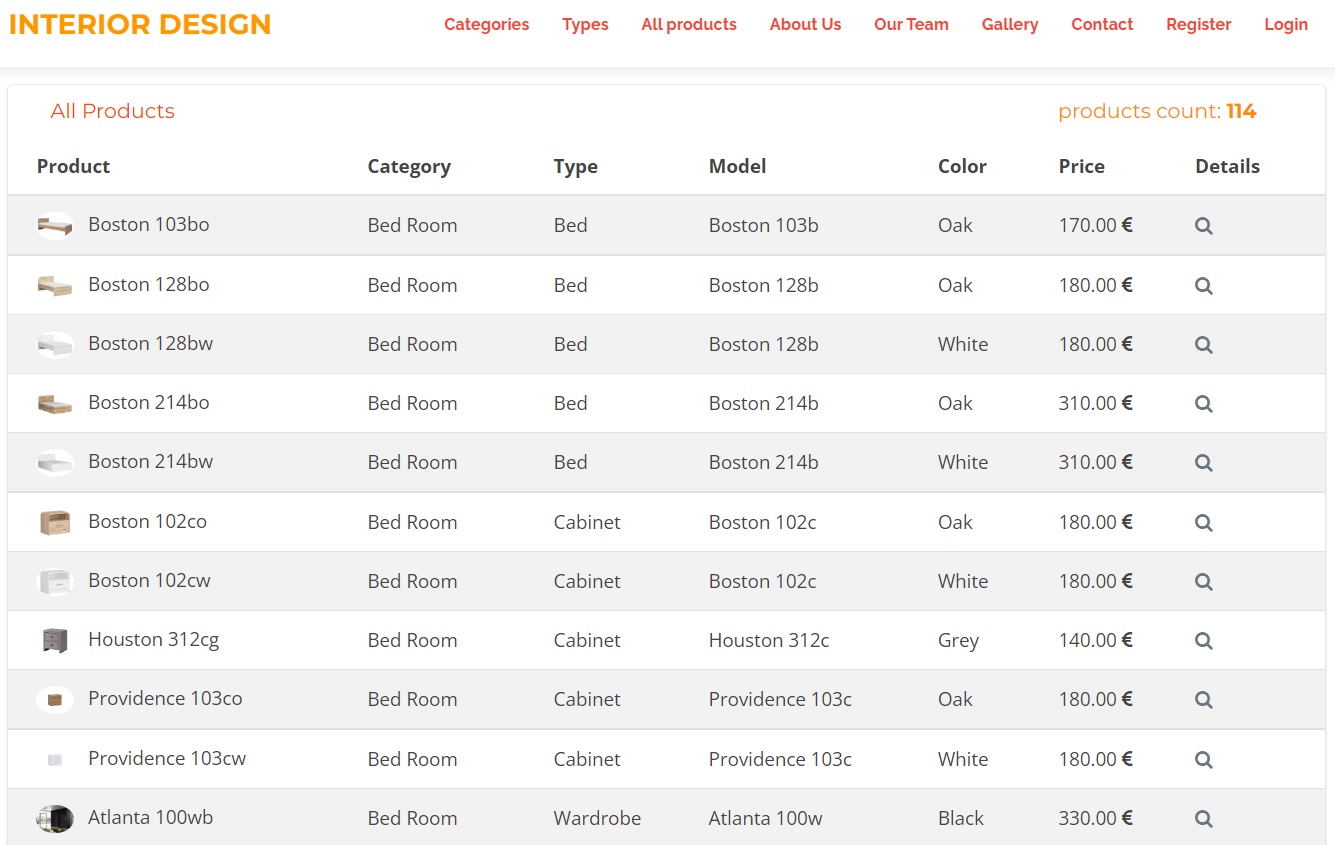 INTERIOR DESIGN Categories Types All products About Us Our Team Gallery Contact Register Login
All Products products count: 114
Product Category Type Model Color Price Details
Boston 103bo Bed Room Bed Boston 103b Oak 170.00 €
Boston 128bo Bed Room Bed Boston 128b Oak 180.00 €
Boston 128bw Bed Room Bed Boston 128b White 180.00 €
Boston 214bo Bed Room Bed Boston 214b Oak 310.00 €
Boston 214bw Bed Room Bed Boston 214b White 310.00 €
Boston 102co Bed Room Cabinet Boston 102c Oak 180.00 €
Boston 102cw Bed Room Cabinet Boston 102c White 180.00 €
Houston 312cg Bed Room Cabinet Houston 312c Grey 140.00 €
Providence 103co Bed Room Cabinet Providence 103c Oak 180.00 €
Providence 103cw Bed Room Cabinet Providence 103c White 180.00 €
Atlanta 100wb Bed Room Wardrobe Atlanta 100w Black 330.00 €